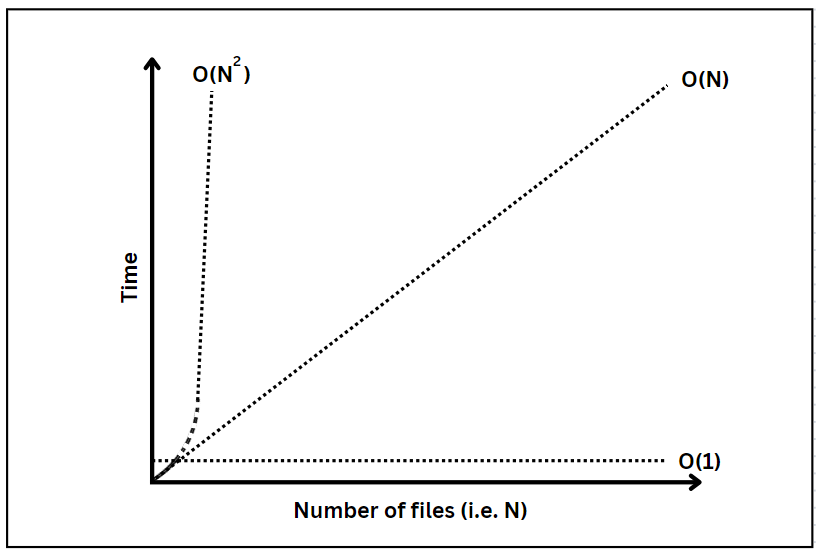 O(N²)
O(N)
Time
O(1)
Number of files (i.e. N)